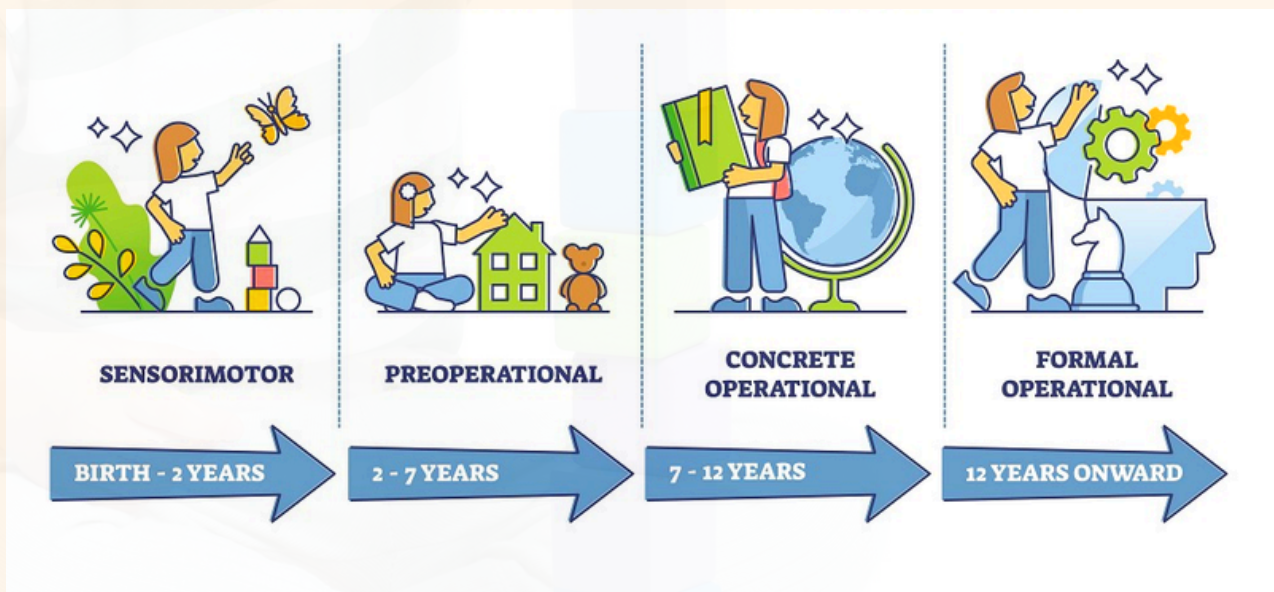 SENSORIMOTOR
PREOPERATIONAL
CONCRETE
OPERATIONAL
FORMAL
OPERATIONAL
BIRTH - 2 YEARS
2 - 7 YEARS
7 - 12 YEARS
12 YEARS ONWARD